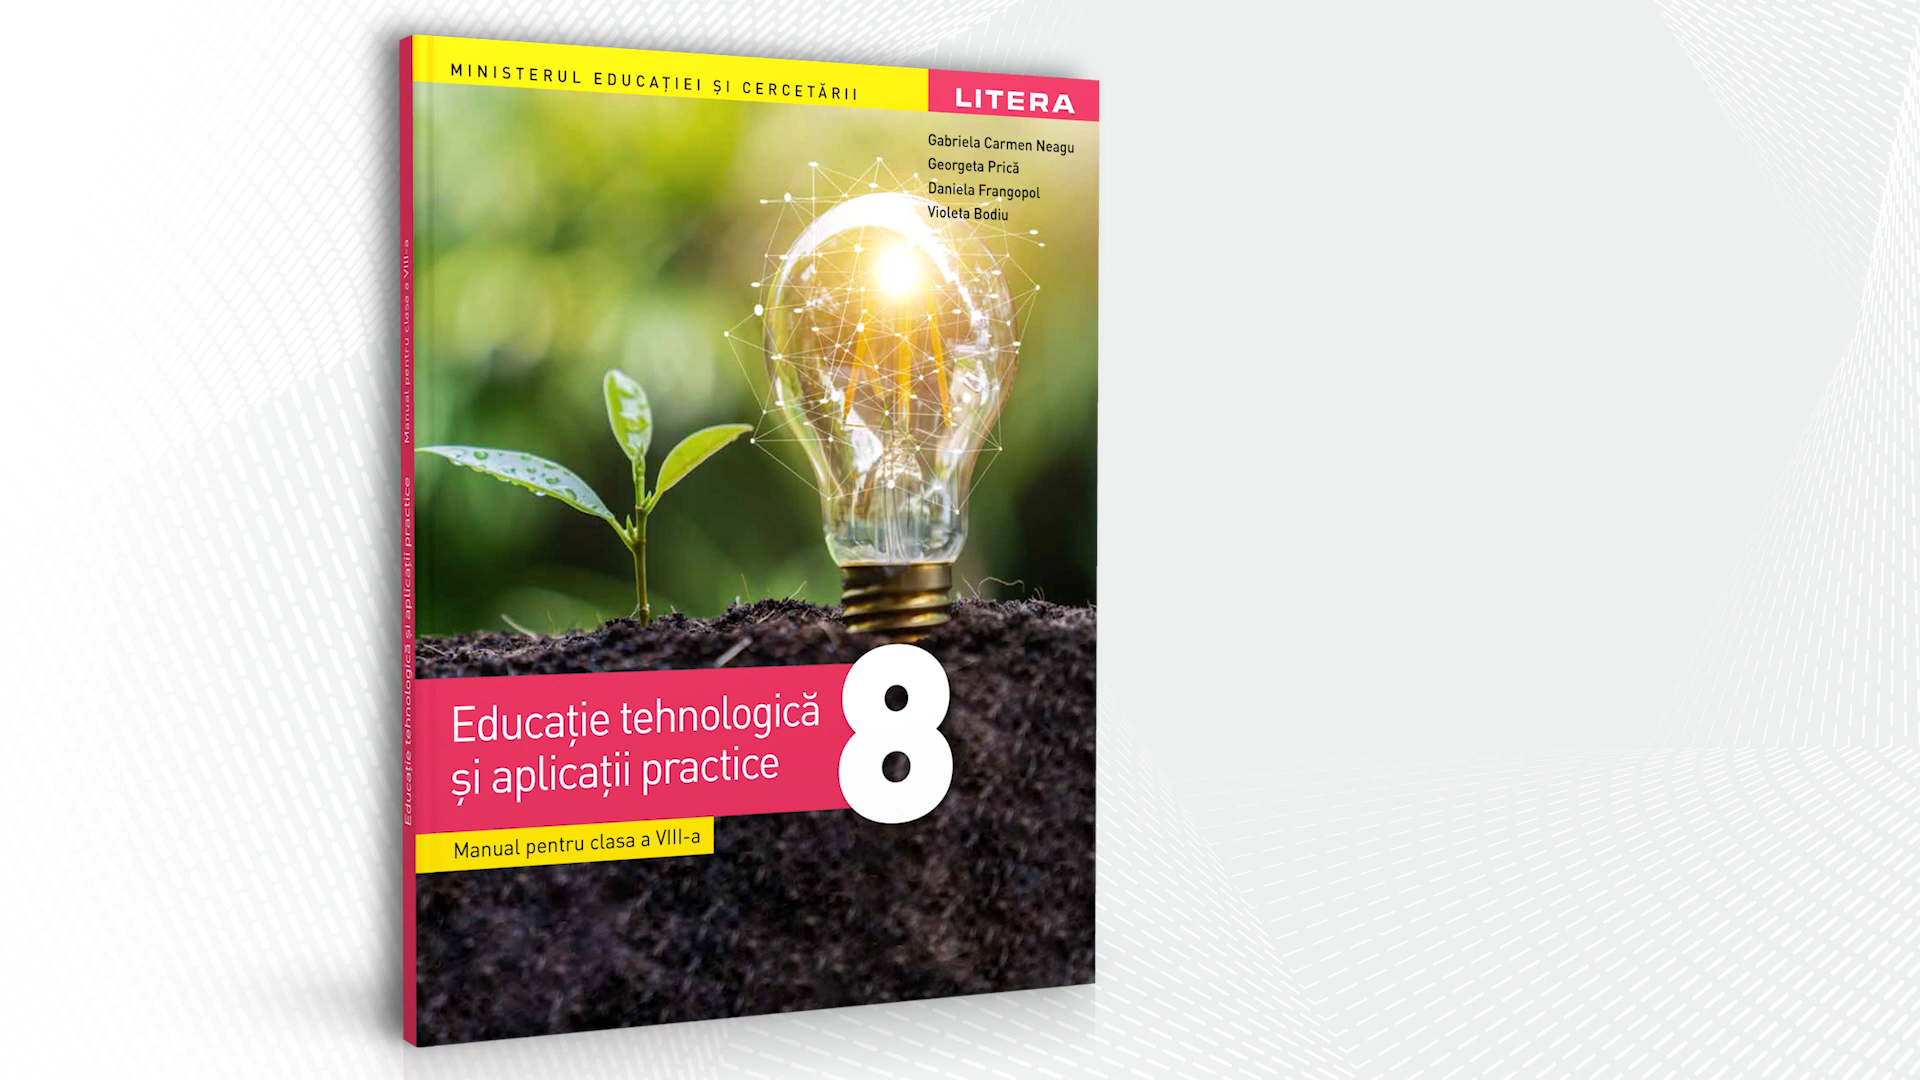 MINISTERUL EDUCAȚIEI ȘI CERCETĂRII
LITERA
Gabriela Carmen Neagu
Georgeta Prică
Daniela Frangopol
Violeta Bodiu
Educație tehnologică
și aplicații practice
8
Manual pentru clasa a VIII-a
Educație tehnologică și aplicații practice Manual pentru clasa a VIII-a